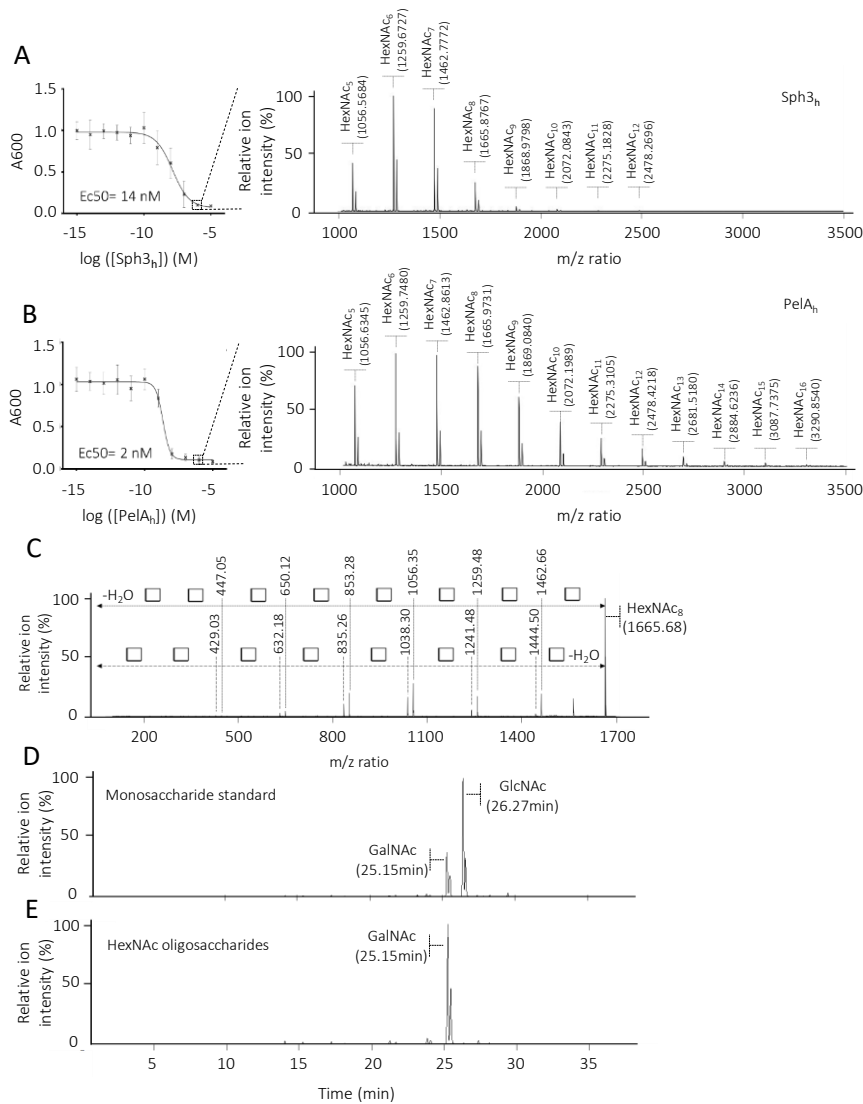 A
1.5
1.0
0.5
0.0
A600
Ec50= 14 nM
-15
-10
-5
log ([Sph3h]) (M)
Relative ion
intensity (%)
100
50
0
HexNAc5
(1056.5684)
HexNAc6
(1259.6727)
HexNAc7
(1462.7772)
HexNAc8
(1665.8767)
HexNAc9
(1868.9798)
HexNAc10
(2072.0843)
HexNAc11
(2275.1828)
HexNAc12
(2478.2696)
Sph3h
1000
1500
2000
2500
3000
3500
m/z ratio
B
1.5
1.0
0.5
0.0
A600
Ec50= 2 nM
-15
-10
-5
log ([PelAh]) (M)
Relative ion
intensity (%)
100
50
0
HexNAc5
(1056.6345)
HexNAc6
(1259.7480)
HexNAc7
(1462.8613)
HexNAc8
(1665.9731)
HexNAc9
(1869.0840)
HexNAc10
(2072.1989)
HexNAc11
(2275.3105)
HexNAc12
(2478.4218)
HexNAc13
(2681.5180)
HexNAc14
(2884.6236)
HexNAc15
(3087.7375)
HexNAc16
(3290.8540)
PelAh
1000
1500
2000
2500
3000
3500
m/z ratio
C
Relative ion
intensity (%)
100
50
0
-H2O
447.05
650.12
853.28
1056.35
1259.48
1462.66
HexNAc8
(1665.68)
429.03
632.18
835.26
1038.30
1241.48
1444.50
-H2O
200
500
800
1100
1400
1700
m/z ratio
D
Relative ion
intensity (%)
100
50
0
Monosaccharide standard
GlcNAc
(26.27min)
GalNAc
(25.15min)
E
Relative ion
intensity (%)
100
50
0
HexNAc oligosaccharides
GalNAc
(25.15min)
5
10
15
20
25
30
35
Time (min)